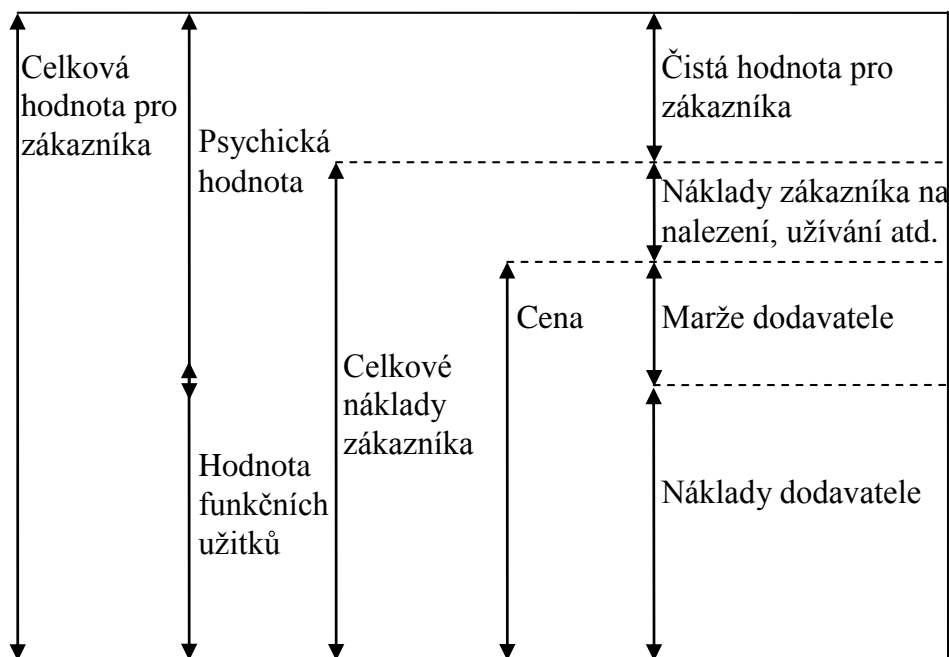 Celková
hodnota pro
zákazníka
Psychická
hodnota
Hodnota
funkčních
užitků
Celkové
náklady
zákazníka
Cena
Čistá hodnota pro
zákazníka
Náklady zákazníka na
nalezení, užívání atd.
Marže dodavatele
Náklady dodavatele